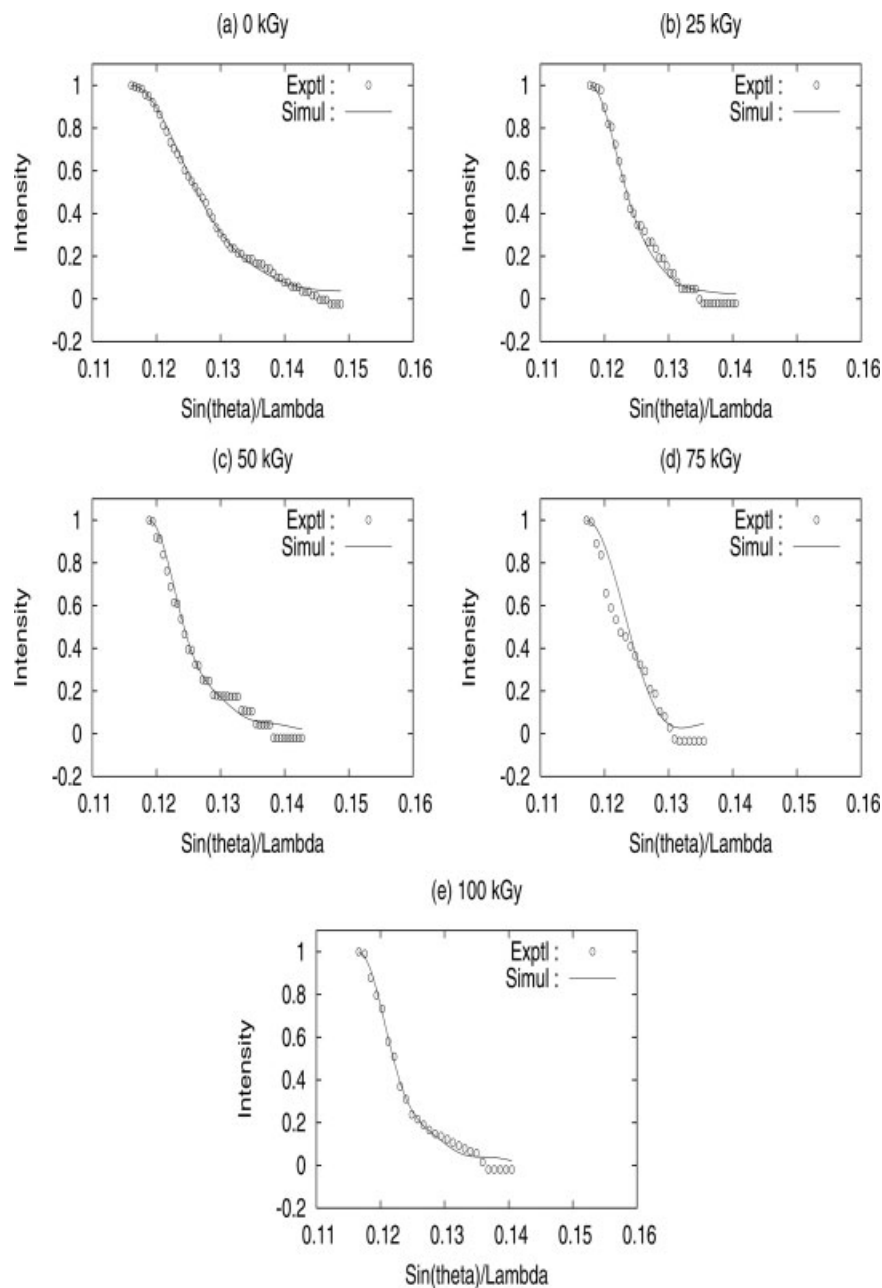 (a) 0 kGy
Exptl :
Simul :
1
0.8
0.6
0.4
0.2
0
-0.2
Intensity
0.11 0.12 0.13 0.14 0.15 0.16
Sin(theta)/Lambda
(b) 25 kGy
Exptl :
Simul :
1
0.8
0.6
0.4
0.2
0
-0.2
Intensity
0.11 0.12 0.13 0.14 0.15 0.16
Sin(theta)/Lambda
(c) 50 kGy
Exptl :
Simul :
1
0.8
0.6
0.4
0.2
0
-0.2
Intensity
0.11 0.12 0.13 0.14 0.15 0.16
Sin(theta)/Lambda
(d) 75 kGy
Exptl :
Simul :
1
0.8
0.6
0.4
0.2
0
-0.2
Intensity
0.11 0.12 0.13 0.14 0.15 0.16
Sin(theta)/Lambda
(e) 100 kGy
Exptl :
Simul :
1
0.8
0.6
0.4
0.2
0
-0.2
Intensity
0.11 0.12 0.13 0.14 0.15 0.16
Sin(theta)/Lambda